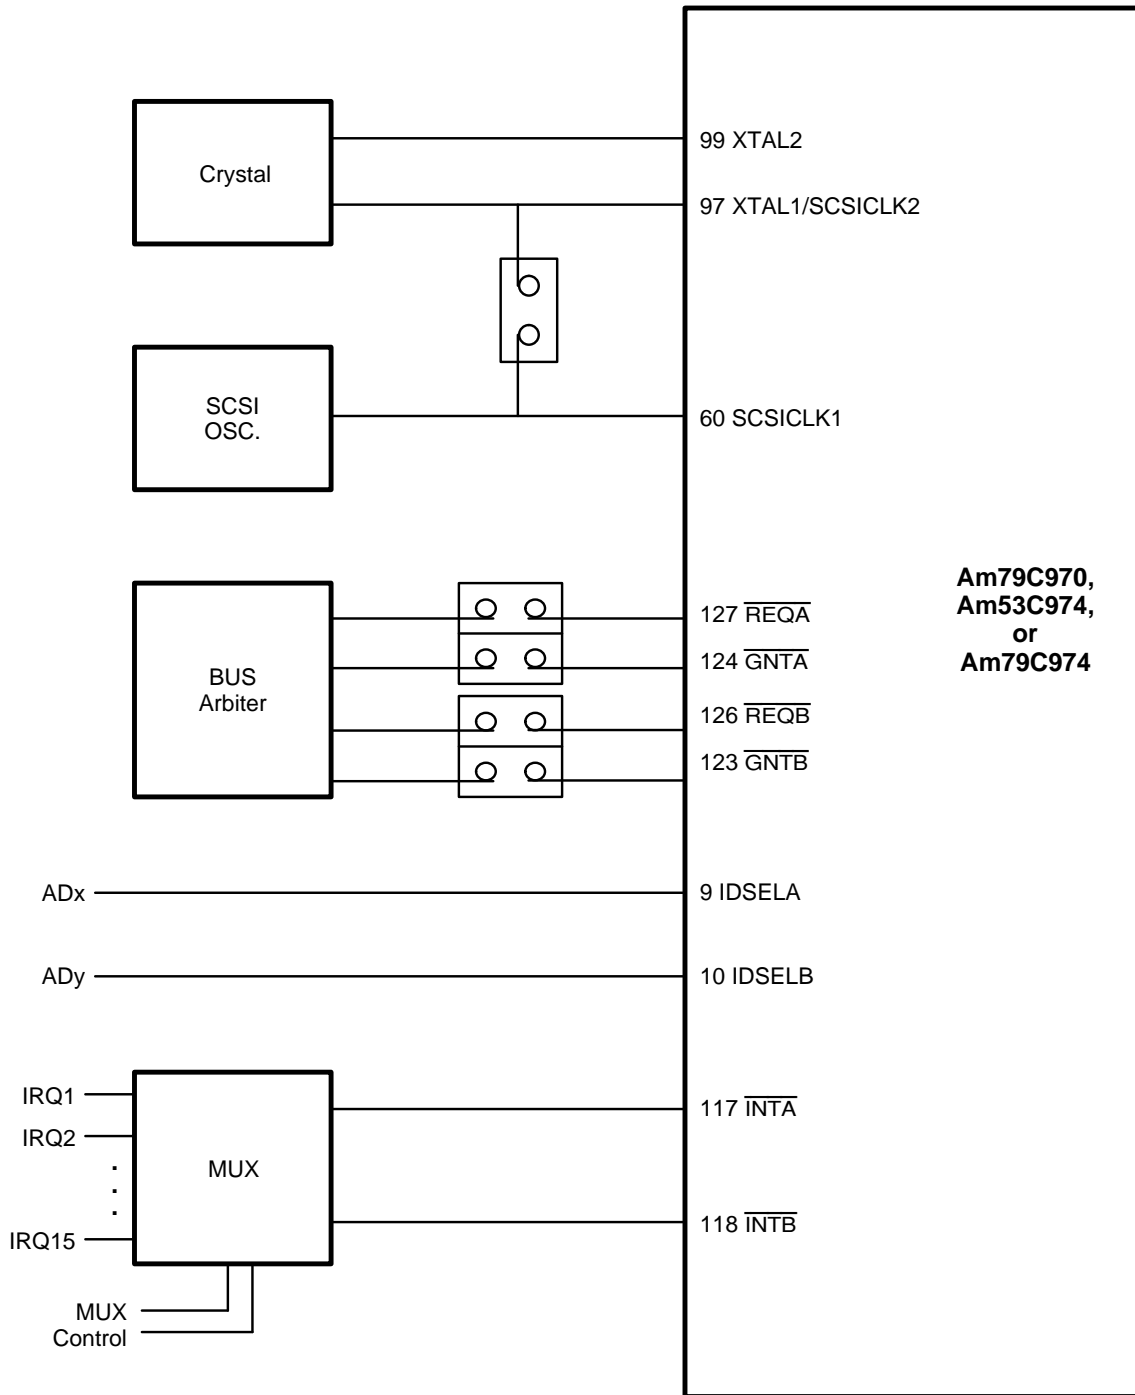 Crystal
99 XTAL2
97 XTAL1/SCSICLK2
SCSI
OSC.
60 SCSICLK1
BUS
Arbiter
127 REQA
124 GNTA
126 REQB
123 GNTB
Am79C970,
Am53C974,
or
Am79C974
ADx
9 IDSELA
ADy
10 IDSELB
IRQ1
IRQ2
.
.
.
IRQ15
MUX
117 INTA
118 INTB
MUX
Control